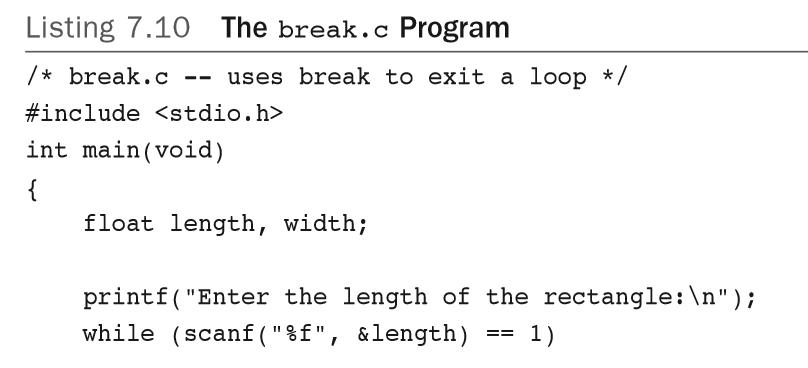 Listing 7.10 The break.c Program
/* break.c -- uses break to exit a loop */
#include <stdio.h>
int main(void)
{
    float length, width;

    printf("Enter the length of the rectangle:\n");
    while (scanf("%f", &length) == 1)